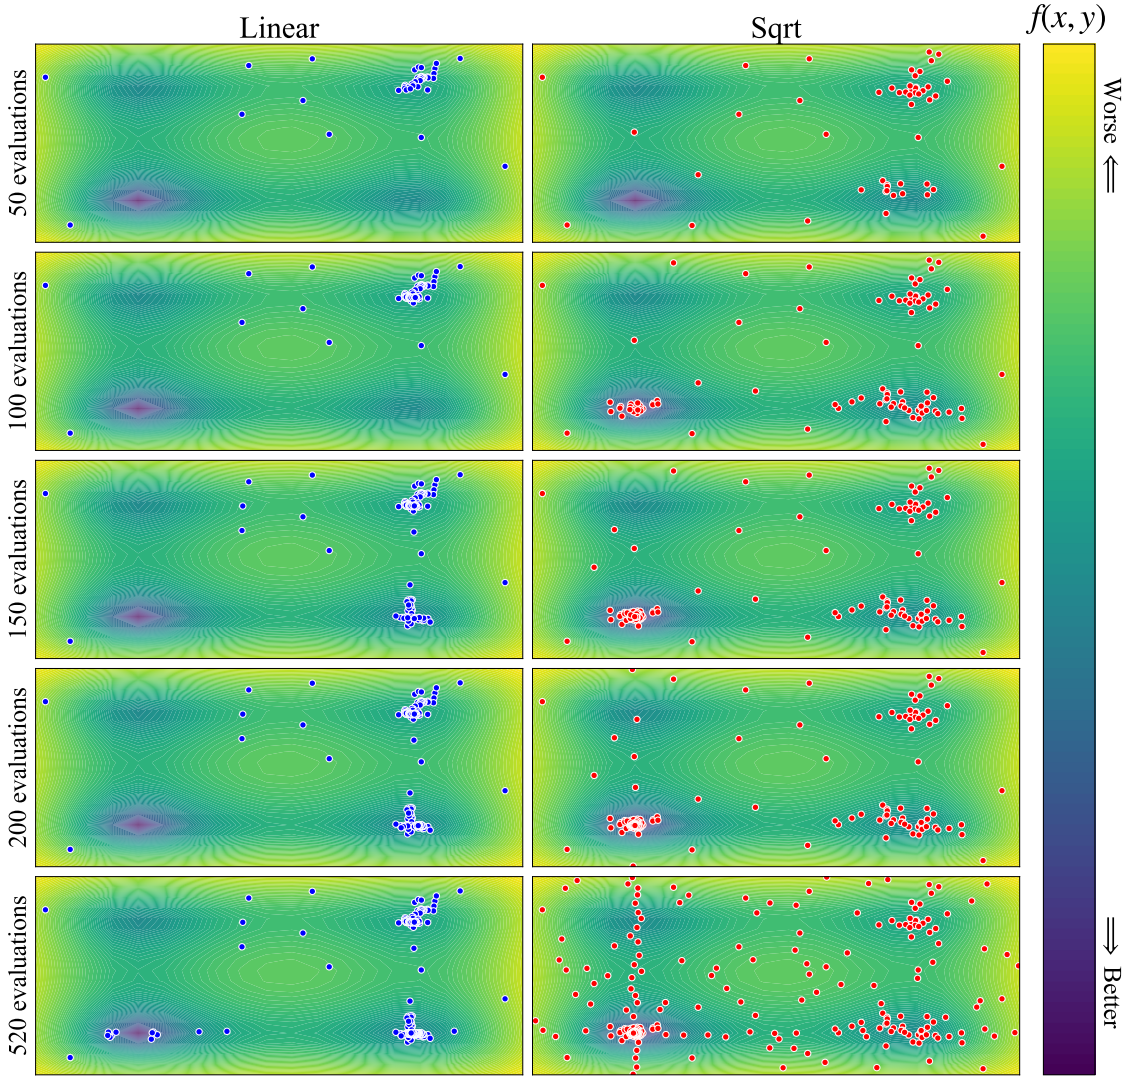 Linear
Sqrt
f(x, y)
50 evaluations
100 evaluations
150 evaluations
200 evaluations
520 evaluations
Worse ⇐
⇒ Better